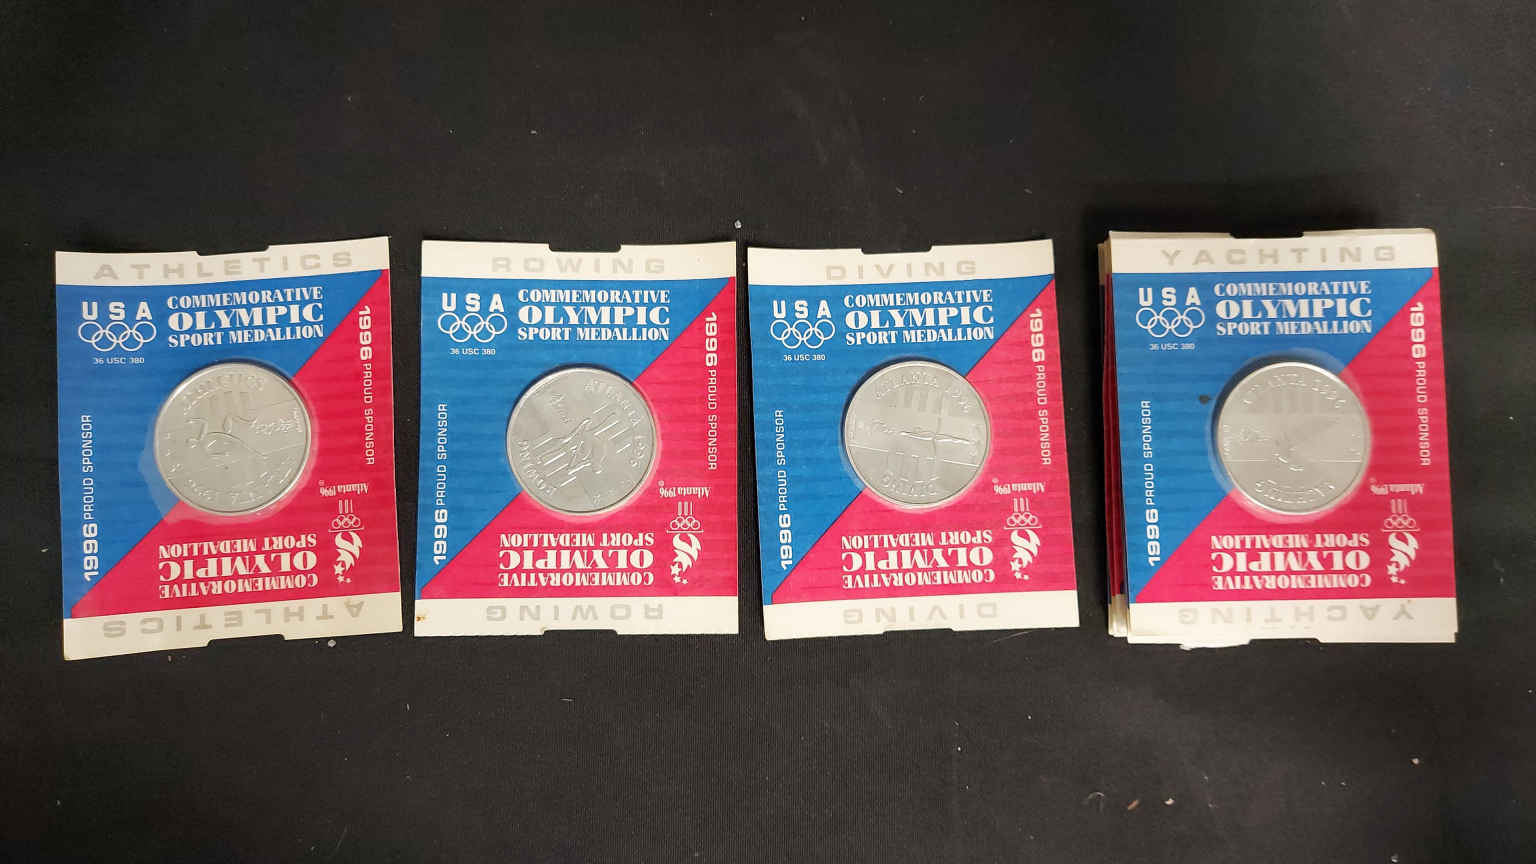 ATHLETICS
USA
36 USC 380
COMMEMORATIVE
OLYMPIC
SPORT MEDALLION
1996 PROUD SPONSOR
1996 PROUD SPONSOR
ATHLETICS
ATLANTA 1996
Atlanta 1996
COMMEMORATIVE
OLYMPIC
SPORT MEDALLION
ATHLETICS
ROWING
USA
36 USC 380
COMMEMORATIVE
OLYMPIC
SPORT MEDALLION
1996 PROUD SPONSOR
1996 PROUD SPONSOR
ATLANTA 1996
ROWING
Atlanta 1996
COMMEMORATIVE
OLYMPIC
SPORT MEDALLION
ROWING
DIVING
USA
36 USC 380
COMMEMORATIVE
OLYMPIC
SPORT MEDALLION
1996 PROUD SPONSOR
1996 PROUD SPONSOR
ATLANTA 1996
DIVING
Atlanta 1996
COMMEMORATIVE
OLYMPIC
SPORT MEDALLION
DIVING
YACHTING
USA
36 USC 380
COMMEMORATIVE
OLYMPIC
SPORT MEDALLION
1996 PROUD SPONSOR
1996 PROUD SPONSOR
ATLANTA 1996
YACHTING
Atlanta 1996
COMMEMORATIVE
OLYMPIC
SPORT MEDALLION
YACHTING